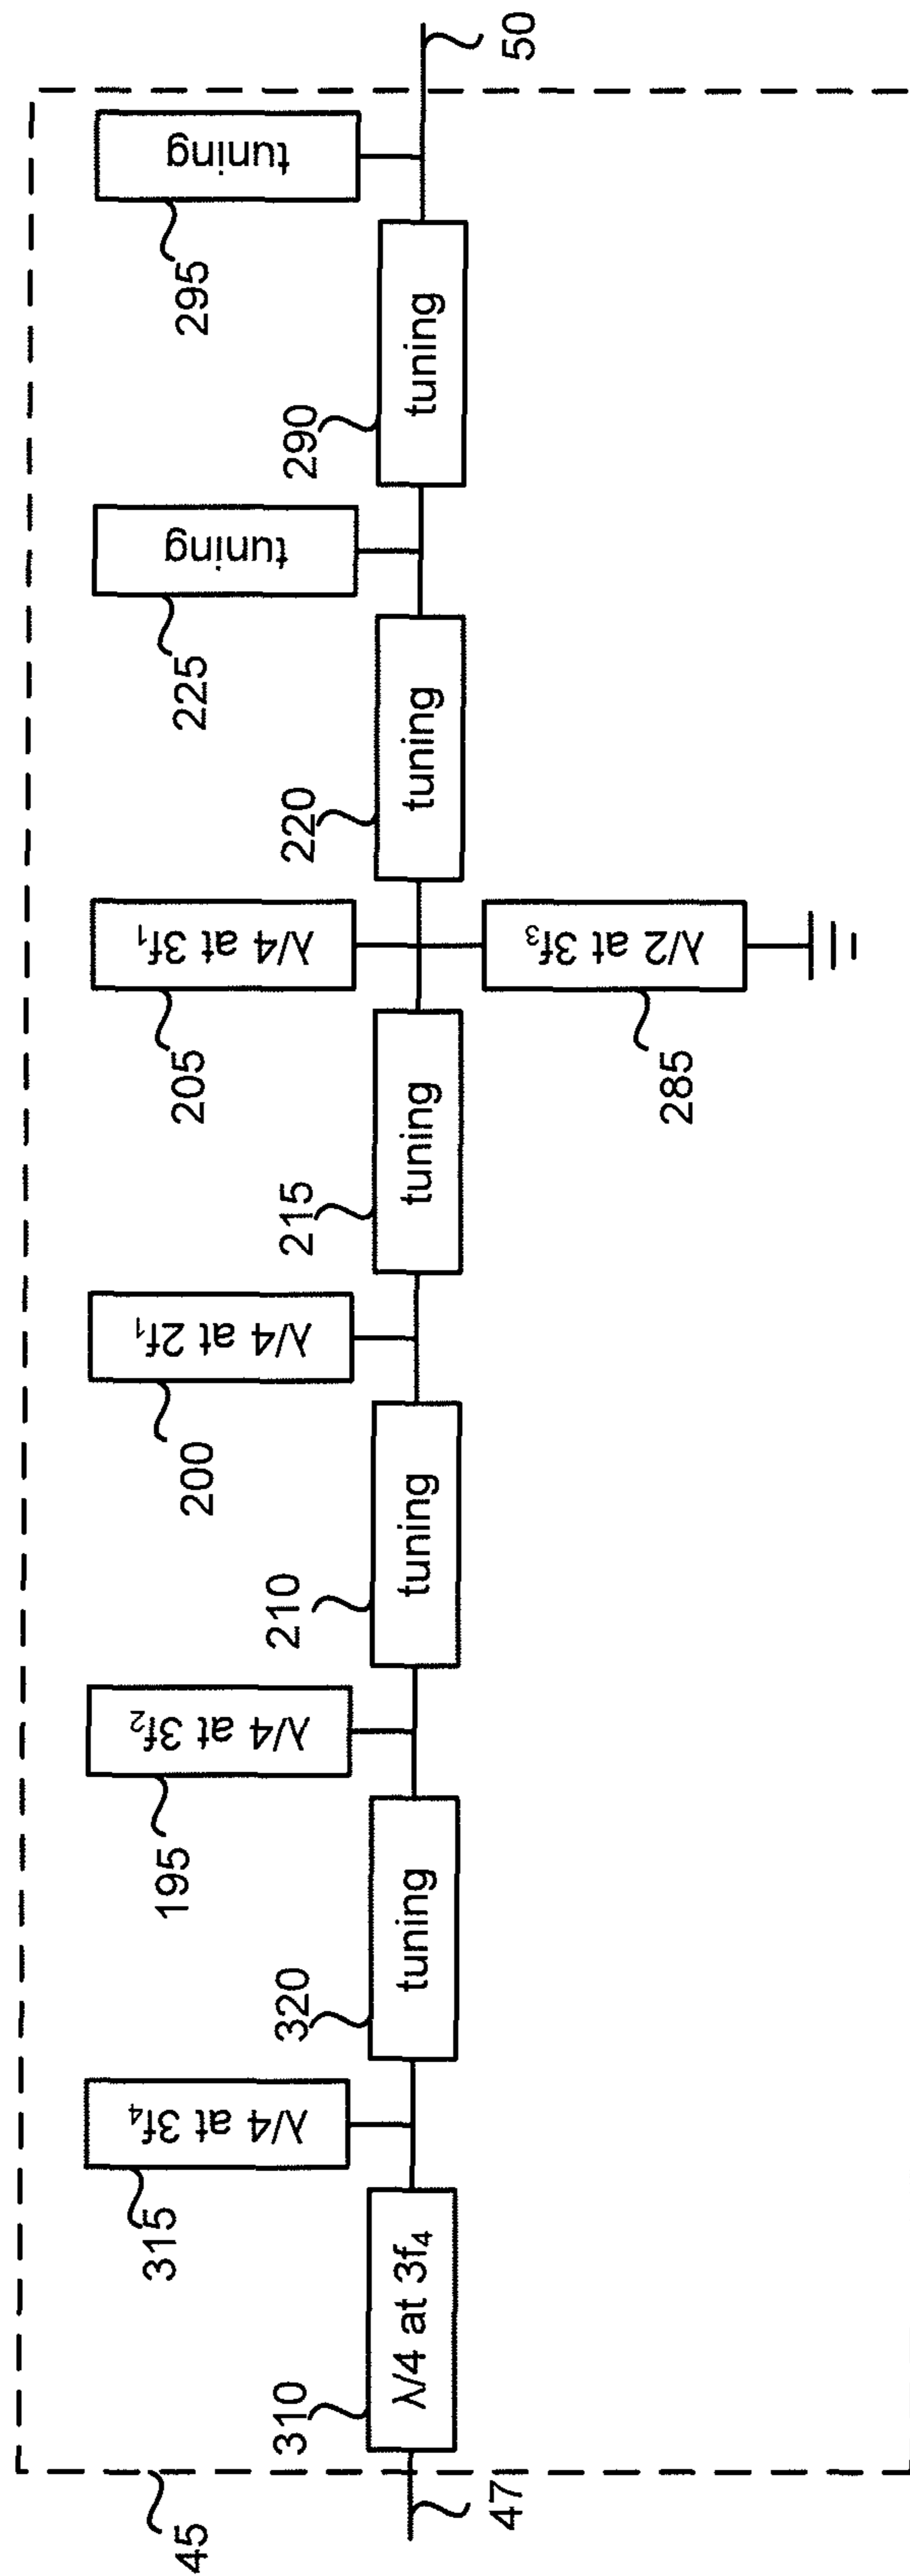 45
47
310
λ/4 at 3f₄
315
λ/4 at 3f₄
320
tuning
195
λ/4 at 3f₂
210
tuning
200
λ/4 at 2f₁
215
tuning
205
λ/4 at 3f₁
285
λ/2 at 3f₃
220
tuning
225
tuning
290
tuning
295
tuning
50